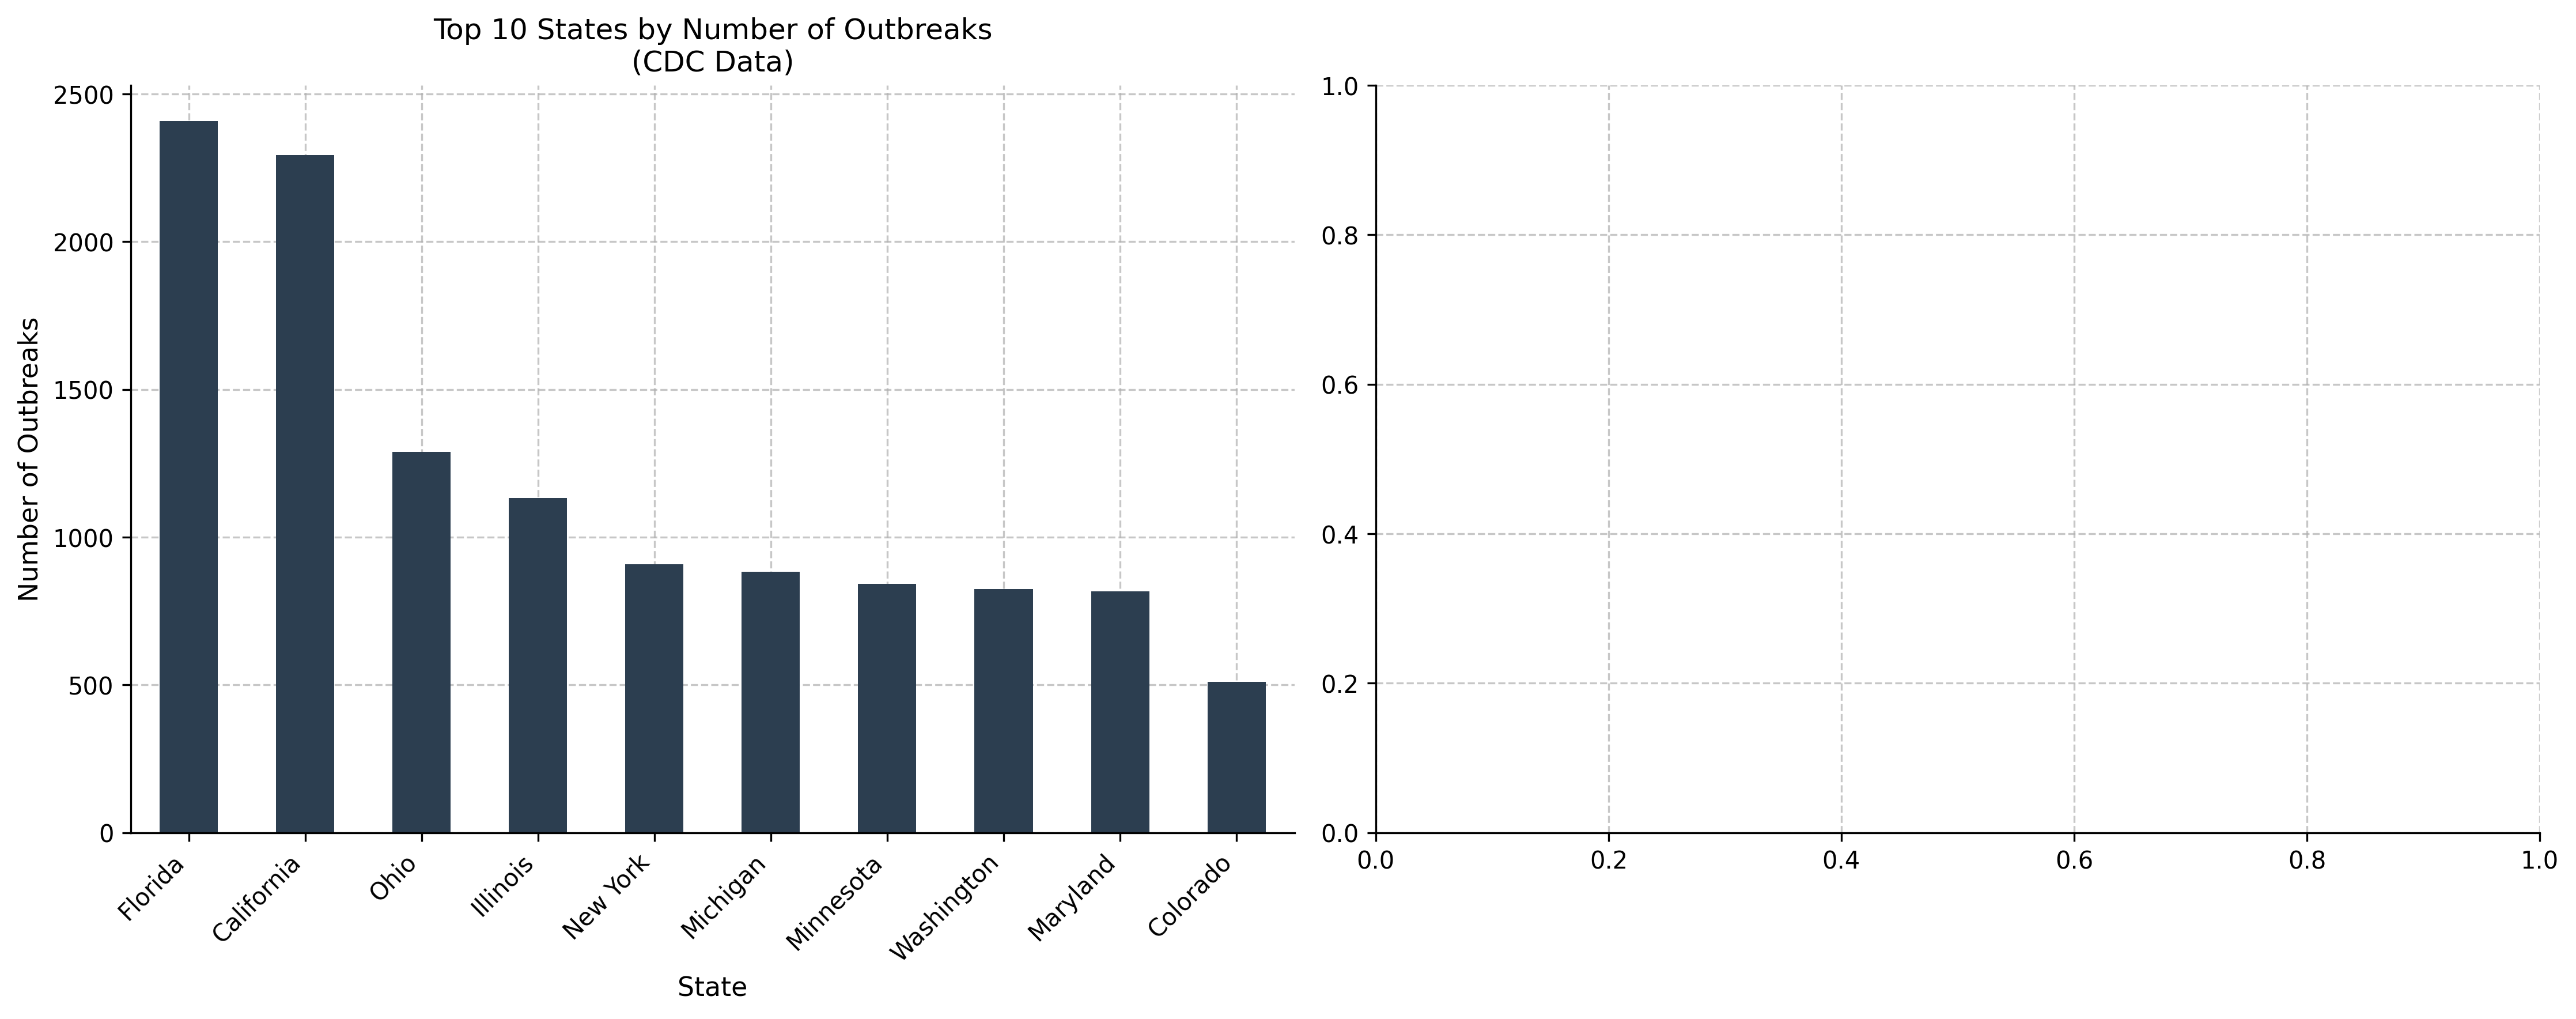 Top 10 States by Number of Outbreaks
(CDC Data)
Number of Outbreaks
2500
2000
1500
1000
500
0
Florida
California
Ohio
Illinois
New York
Michigan
Minnesota
Washington
Maryland
Colorado
State
1.0
0.8
0.6
0.4
0.2
0.0
0.0 0.2 0.4 0.6 0.8 1.0